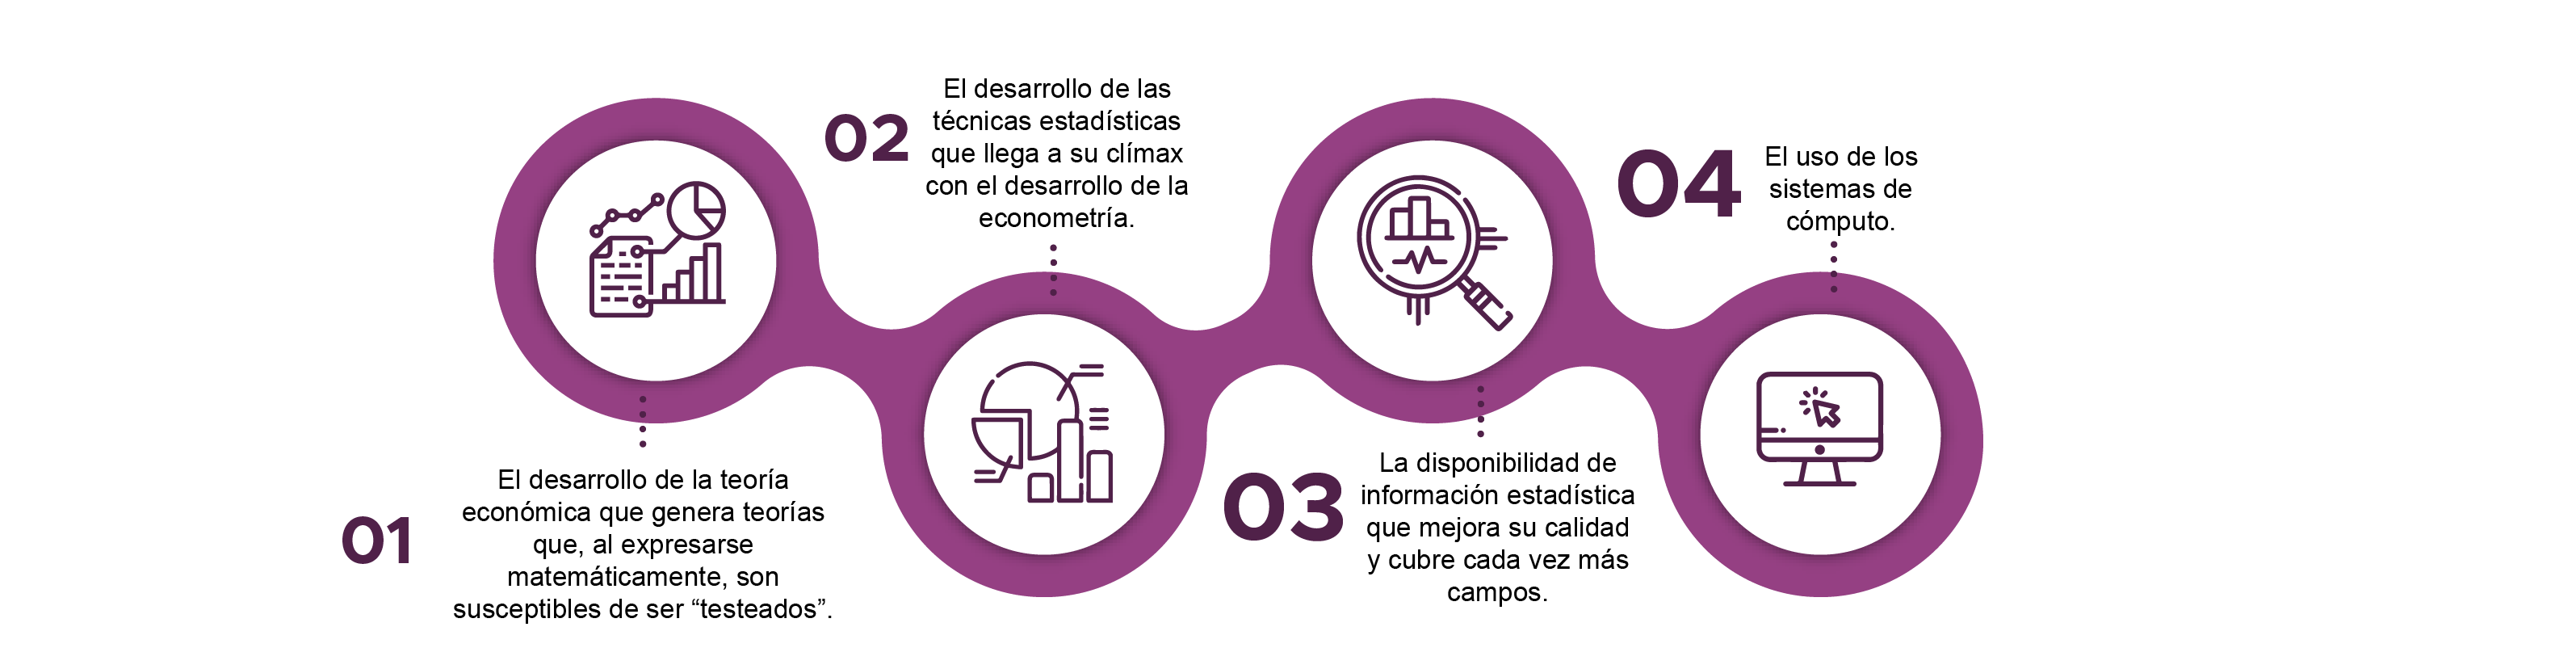 01
El desarrollo de la teoría
económica que genera teorías
que, al expresarse
matemáticamente, son
susceptibles de ser “testeados”.
02
El desarrollo de las
técnicas estadísticas
que llega a su clímax
con el desarrollo de la
econometría.
03
La disponibilidad de
información estadística
que mejora su calidad
y cubre cada vez más
campos.
04
El uso de los
sistemas de
cómputo.